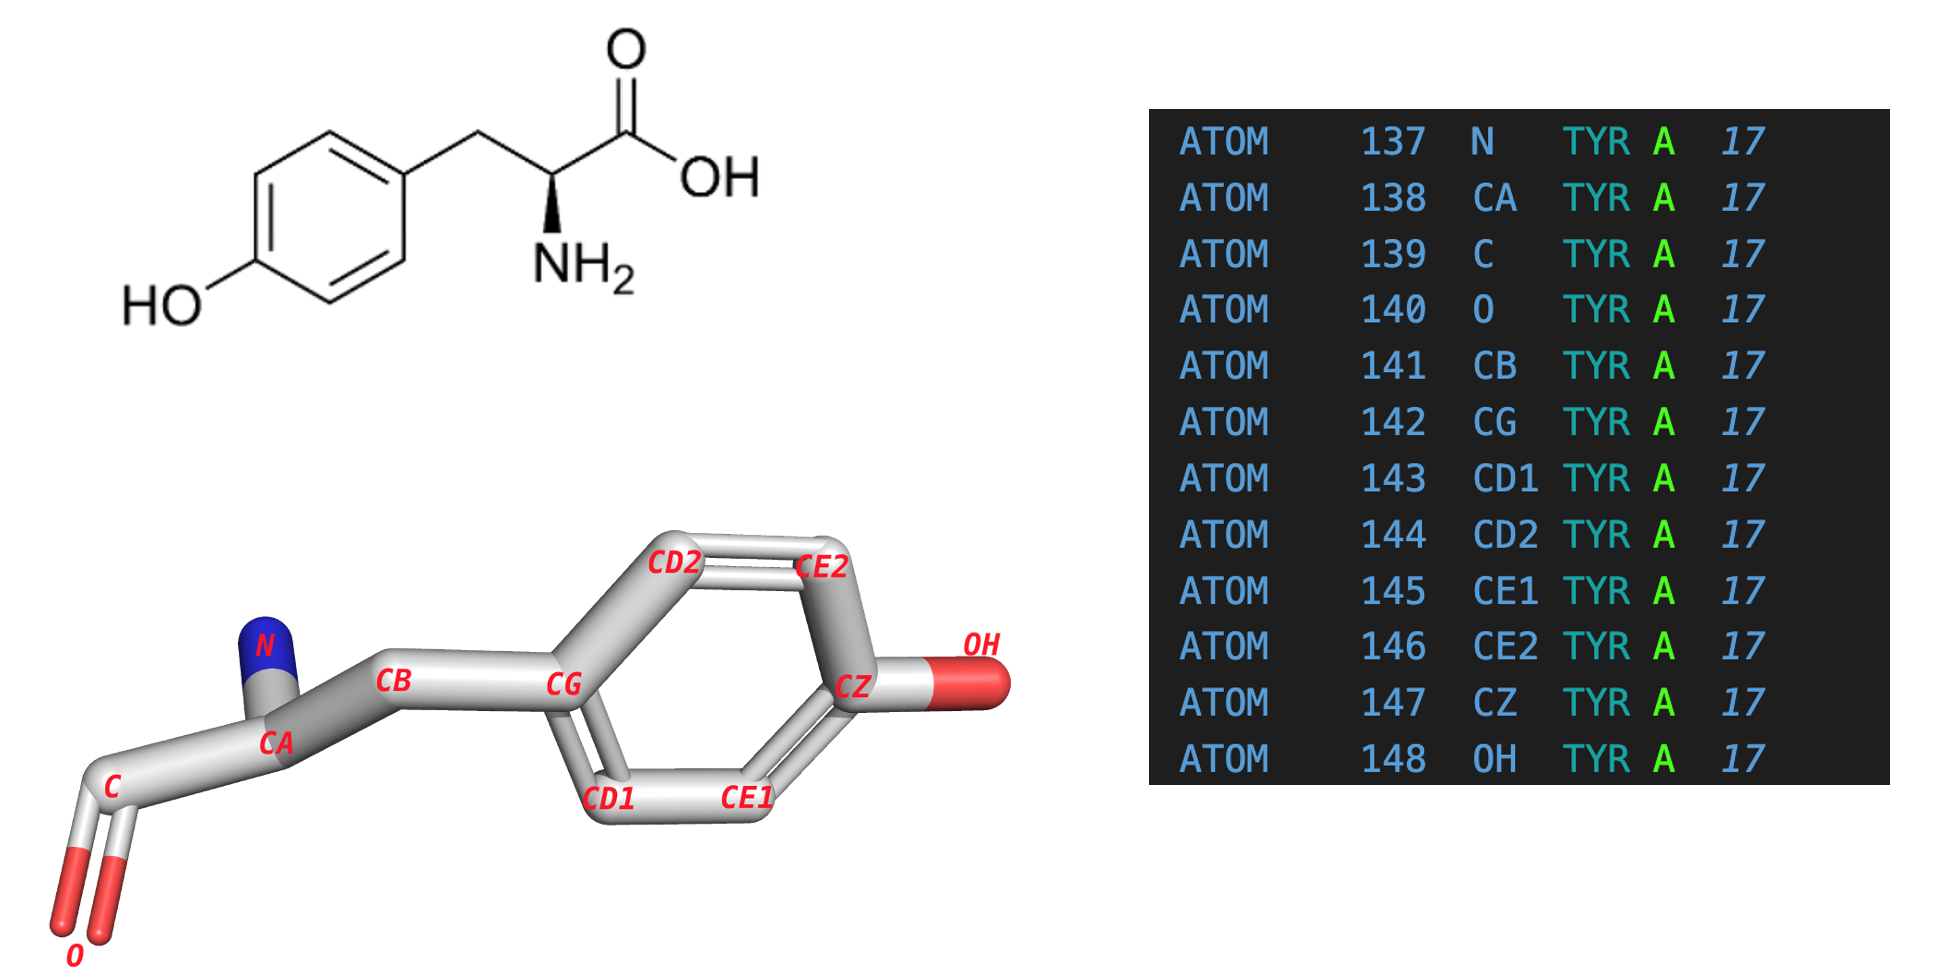 O
OH
NH2
HO
ATOM 137 N TYR A 17
ATOM 138 CA TYR A 17
ATOM 139 C TYR A 17
ATOM 140 O TYR A 17
ATOM 141 CB TYR A 17
ATOM 142 CG TYR A 17
ATOM 143 CD1 TYR A 17
ATOM 144 CD2 TYR A 17
ATOM 145 CE1 TYR A 17
ATOM 146 CE2 TYR A 17
ATOM 147 CZ TYR A 17
ATOM 148 OH TYR A 17
CD2
CE2
N
OH
CB
CG
CZ
CA
C
CD1
CE1
O